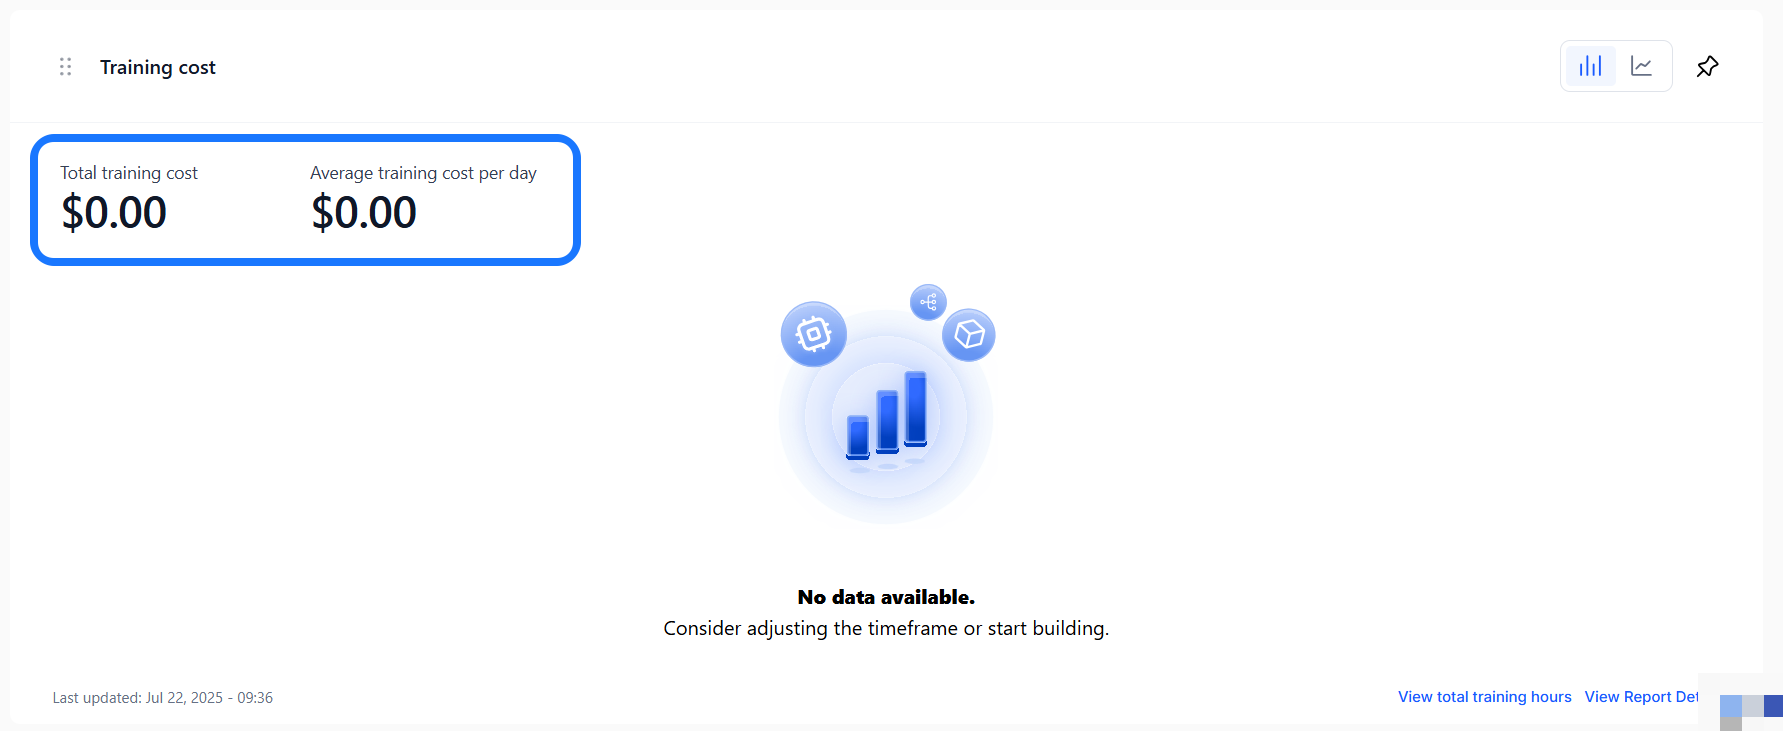 Training cost
Total training cost
Average training cost per day
$0.00
$0.00
No data available.
Consider adjusting the timeframe or start building.
Last updated: Jul 22, 2025 - 09:36
View total training hours
View Report Det